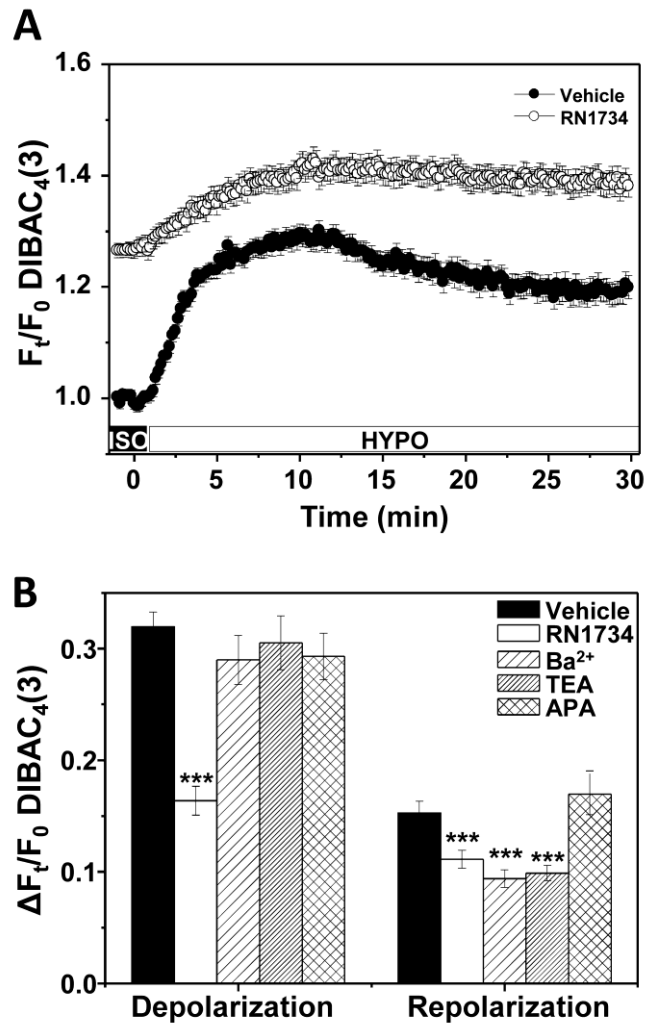 A
Fₜ/F₀ DIBAC₄(3)
1.6
1.4
1.2
1.0
Vehicle
RN1734
ISO
HYPO
0 5 10 15 20 25 30
Time (min)
B
ΔFₜ/F₀ DIBAC₄(3)
0.3
0.2
0.1
0.0
Vehicle
RN1734
Ba²⁺
TEA
APA
***
*** *** ***
Depolarization Repolarization